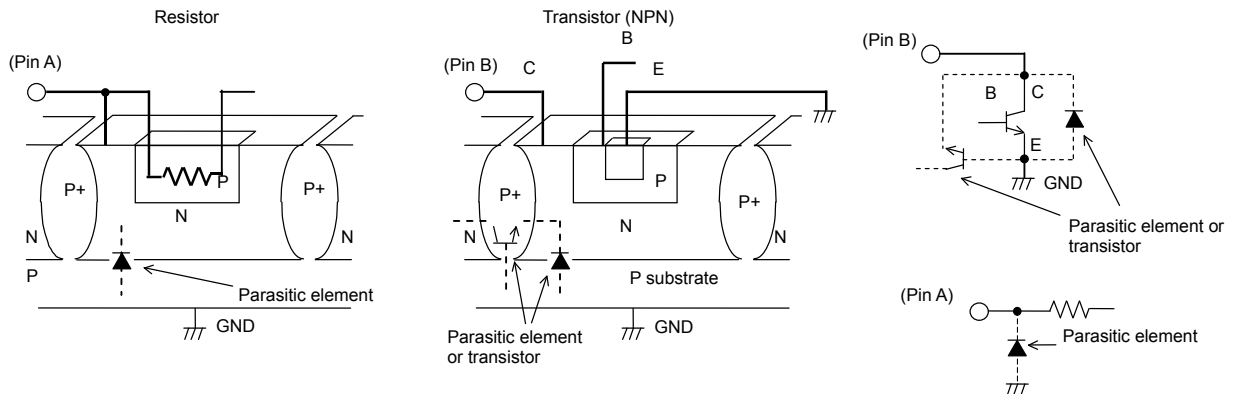 Resistor
(Pin A)
P+
P
P+
N
N
N
P
Parasitic element
GND
Transistor (NPN)
B
(Pin B)
C
E
P
P+
P+
N
N
N
P substrate
GND
Parasitic element
or transistor
(Pin B)
B
C
E
GND
Parasitic element or
transistor
(Pin A)
Parasitic element